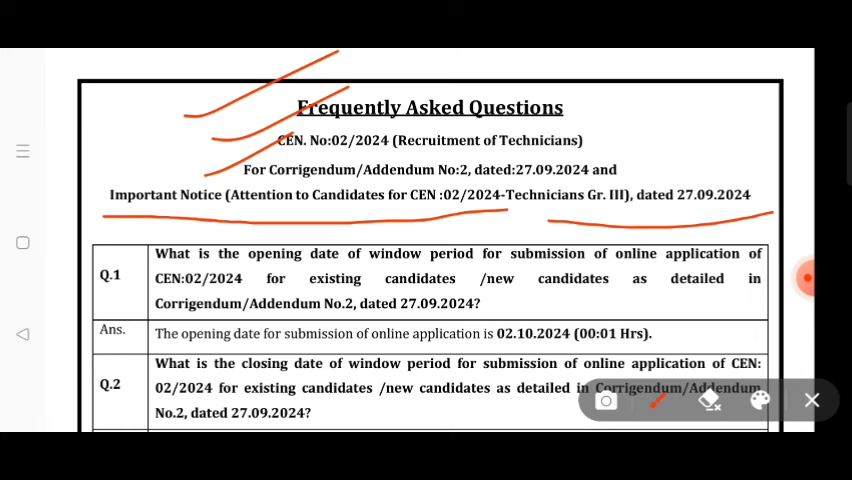 Frequently Asked Questions
CEN. No:02/2024 (Recruitment of Technicians)
For Corrigendum/Addendum No:2, dated:27.09.2024 and
Important Notice (Attention to Candidates for CEN :02/2024-Technicians Gr. III), dated 27.09.2024
Q.1
What is the opening date of window period for submission of online application of
CEN:02/2024 for existing candidates /new candidates as detailed in
Corrigendum/Addendum No.2, dated 27.09.2024?
Ans.
The opening date for submission of online application is 02.10.2024 (00:01 Hrs).
Q.2
What is the closing date of window period for submission of online application of CEN:
02/2024 for existing candidates /new candidates as detailed in Corrigendum/Addendum
No.2, dated 27.09.2024?